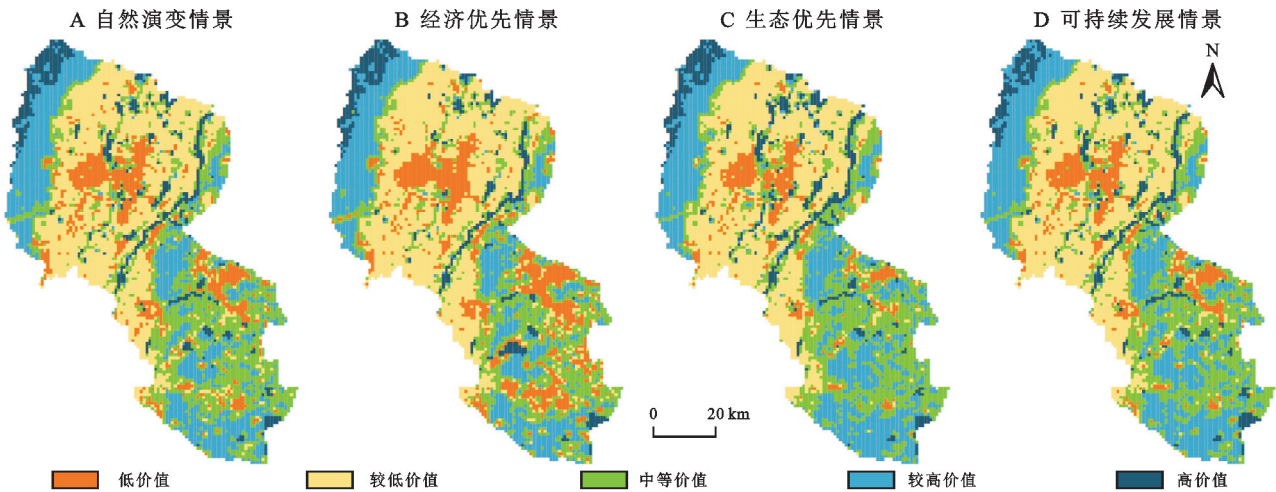 A 自然演变情景
B 经济优先情景
C 生态优先情景
D 可持续发展情景
N
0 20 km
低价值
较低价值
中等价值
较高价值
高价值